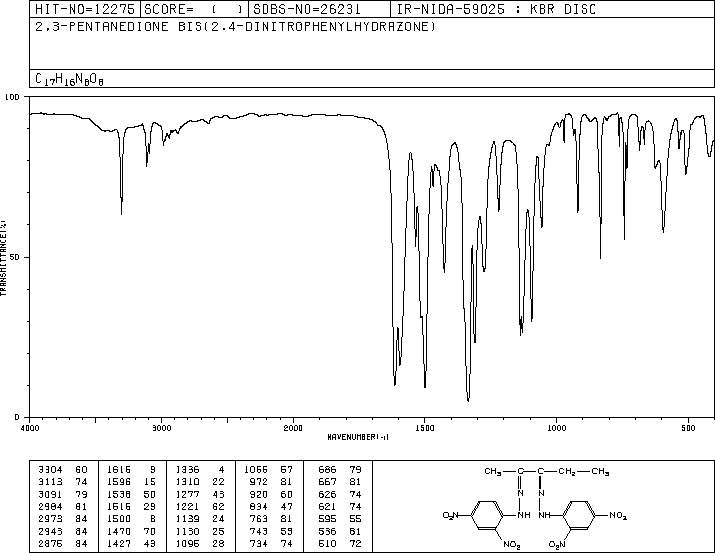 HIT-NO=12275 SCORE= ( ) SDBS-NO=26231 IR-NIDA-59025 : KBR DISC
2,3-PENTANEDIONE BIS(2,4-DINITROPHENYLHYDRAZONE)
C17H16N8O8
100
50
0
TRANSMITTANCE(%)
4000 3000 2000 1500 1000 500
WAVENUMBER(-1)
3304 60 1616 9 1336 4 1056 57 686 79
3113 74 1596 15 1310 22 972 81 667 81
3091 79 1538 50 1277 43 920 60 626 74
2984 81 1516 29 1221 62 834 47 621 74
2973 84 1500 8 1139 24 763 81 595 55
2943 84 1470 70 1130 25 743 53 536 81
2875 84 1427 43 1095 28 734 74 510 72
CH3 C C CH2 CH3
N N
O2N NH NH NO2
NO2 O2N